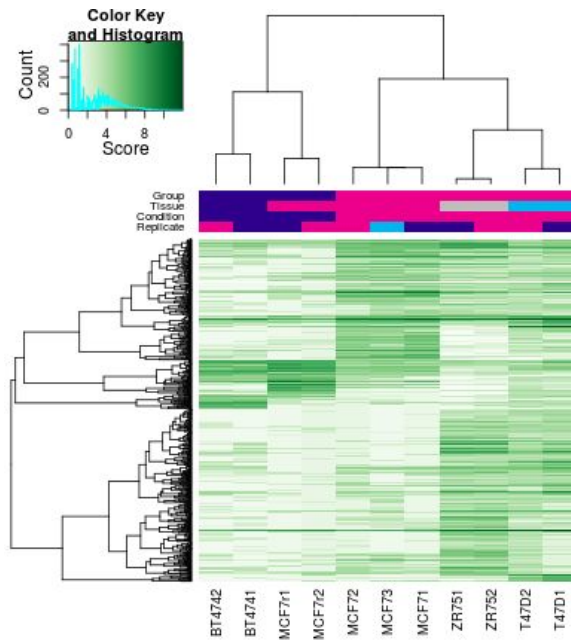 Color Key
and Histogram
Count
0 200
0 4 8
Score
Group
Tissue
Condition
Replicate
BT4742
BT4741
MCF7r1
MCF7r2
MCF72
MCF73
MCF71
ZR751
ZR752
T47D2
T47D1